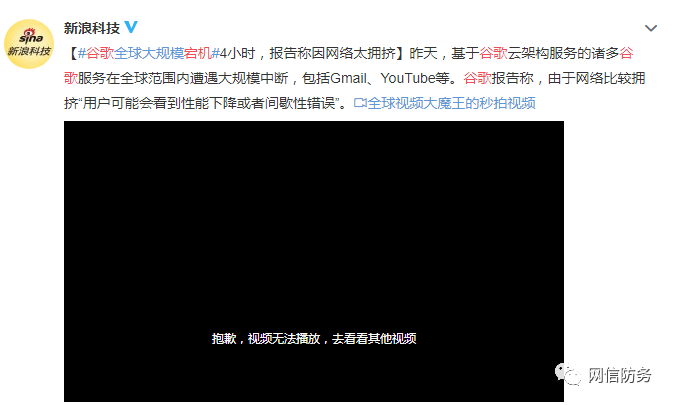 sina
新浪科技
新浪科技
【#谷歌全球大规模宕机#4小时，报告称因网络太拥挤】昨天，基于谷歌云架构服务的诸多谷
歌服务在全球范围内遭遇大规模中断，包括Gmail、YouTube等。谷歌报告称，由于网络比较拥
挤“用户可能会看到性能下降或者间歇性错误”。全球视频大魔王的秒拍视频
抱歉，视频无法播放，去看看其他视频
网信防务